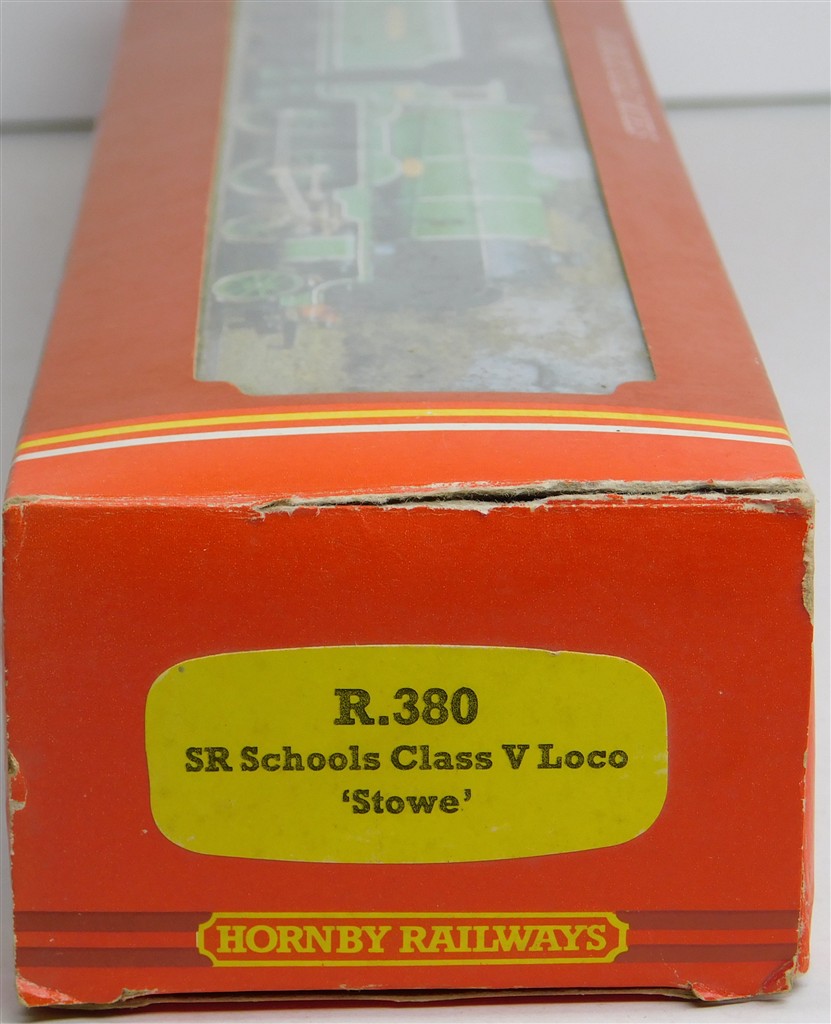 R.380
SR Schools Class V Loco
‘Stowe’
HORNBY RAILWAYS